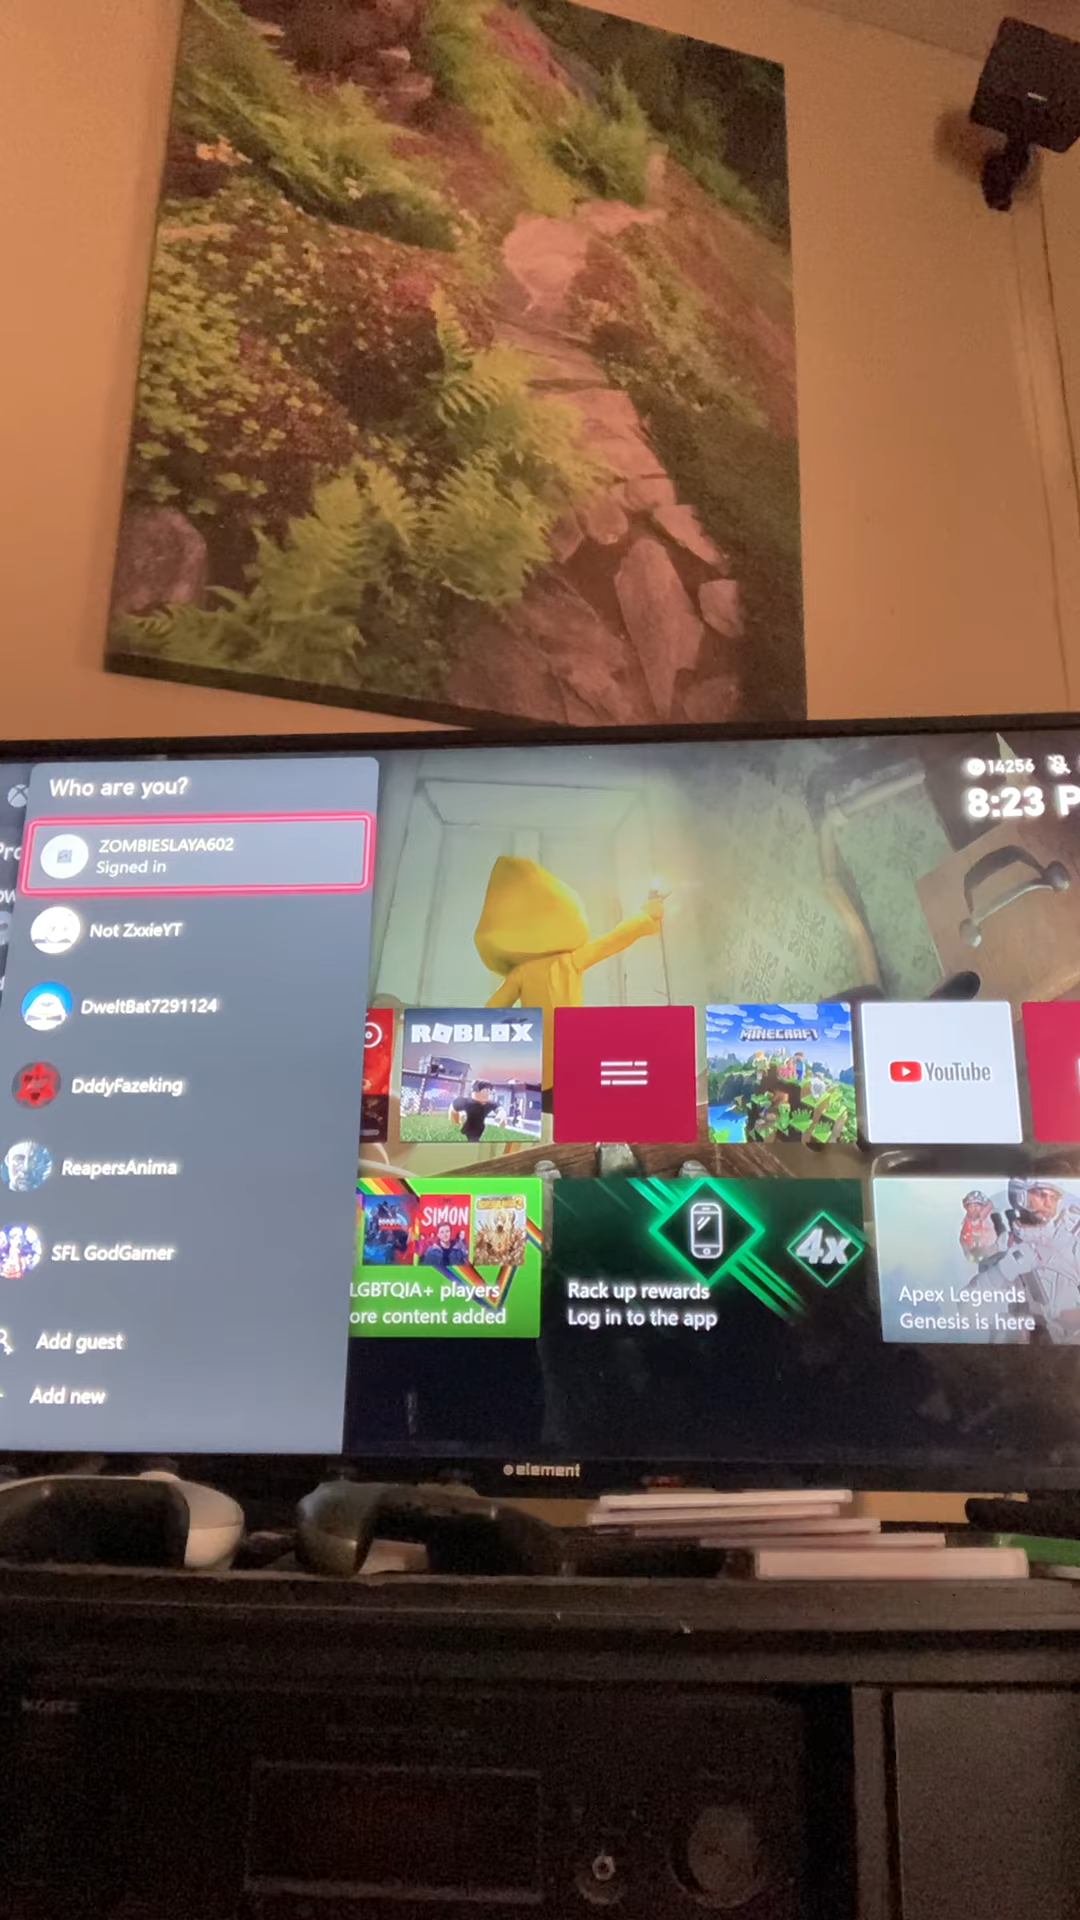 Who are you?
ZOMBIESLAYA602
Signed in
Not ZxxieYT
DweltBat7291124
DddyFazeking
ReapersAnima
SFL GodGamer
Add guest
Add new
14256
8:23 P
ROBLOX
MINECRAFT
YouTube
SIMON
LGBTQIA+ players
ore content added
4x
Rack up rewards
Log in to the app
Apex Legends
Genesis is here
element